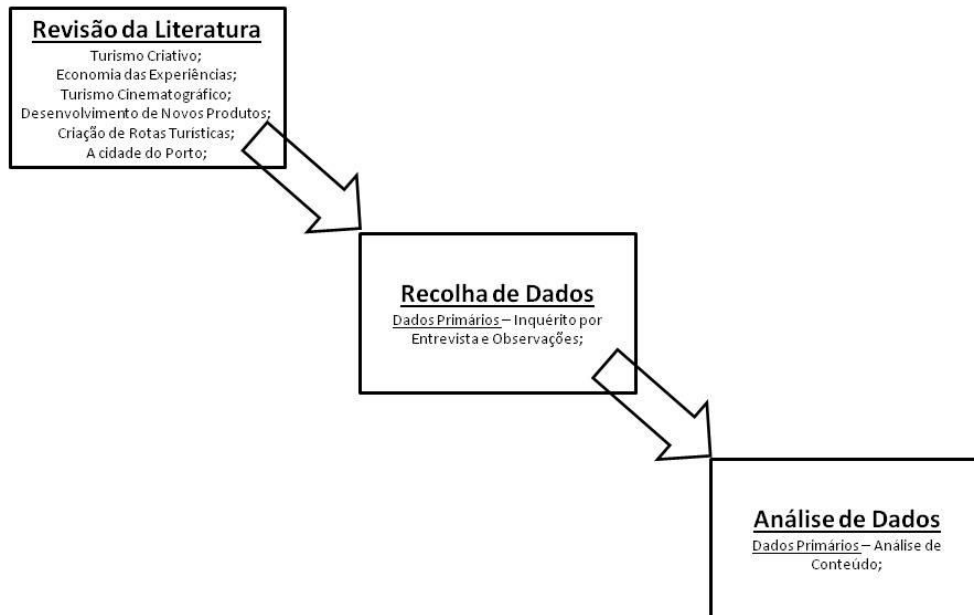 Revisão da Literatura
Turismo Criativo;
Economia das Experiências;
Turismo Cinematográfico;
Desenvolvimento de Novos Produtos;
Criação de Rotas Turísticas;
A cidade do Porto;
Recolha de Dados
Dados Primários – Inquérito por
Entrevista e Observações;
Análise de Dados
Dados Primários – Análise de
Conteúdo;